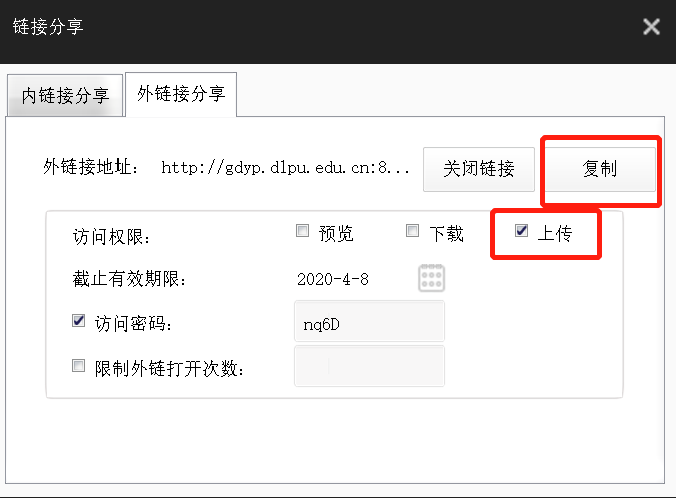 链接分享
内链接分享 外链接分享
外链接地址： http://gdyp.dlpu.edu.cn:8... 关闭链接 复制
访问权限： 预览 下载 上传
截止有效期限： 2020-4-8
访问密码： nq6D
限制外链打开次数：